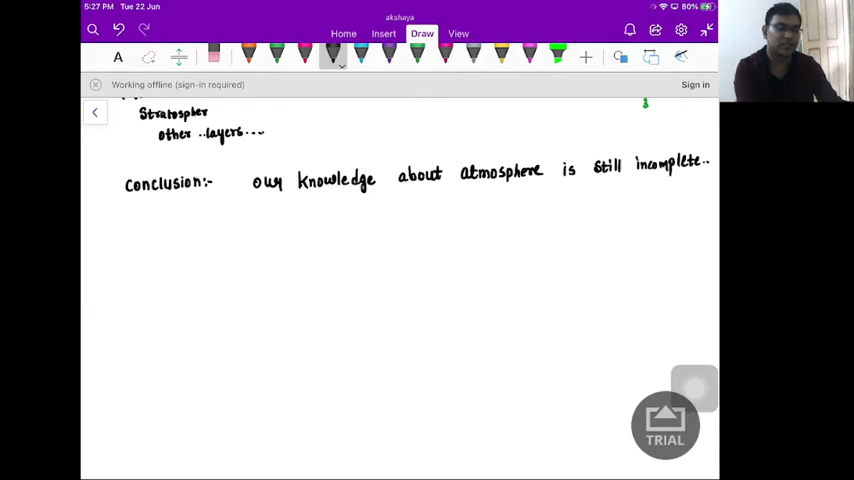 5:27 PM Tue 22 Jun
80%
akshaya
Home Insert Draw View
A
Working offline (sign-in required)
Sign in
Stratospher
other ..layers....
Conclusion:- our knowledge about atmosphere is still incomplete..
TRIAL